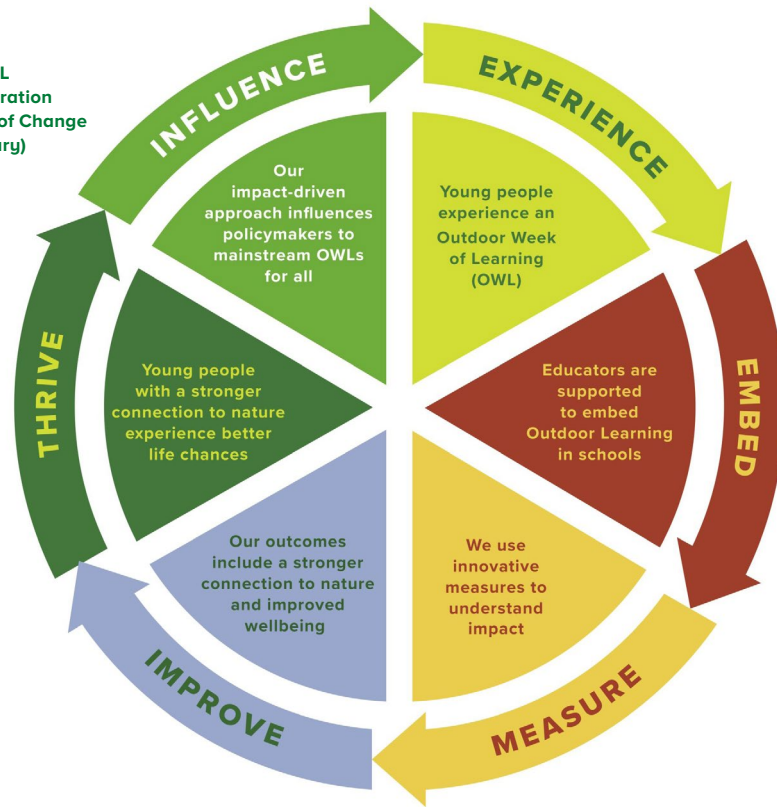 L
ration
of Change
ury)
INFLUENCE
EXPERIENCE
EMBED
MEASURE
IMPROVE
THRIVE
Our
impact-driven
approach influences
policymakers to
mainstream OWLs
for all
Young people
experience an
Outdoor Week
of Learning
(OWL)
Educators are
supported
to embed
Outdoor Learning
in schools
We use
innovative
measures to
understand
impact
Our outcomes
include a stronger
connection to nature
and improved
wellbeing
Young people
with a stronger
connection to nature
experience better
life chances